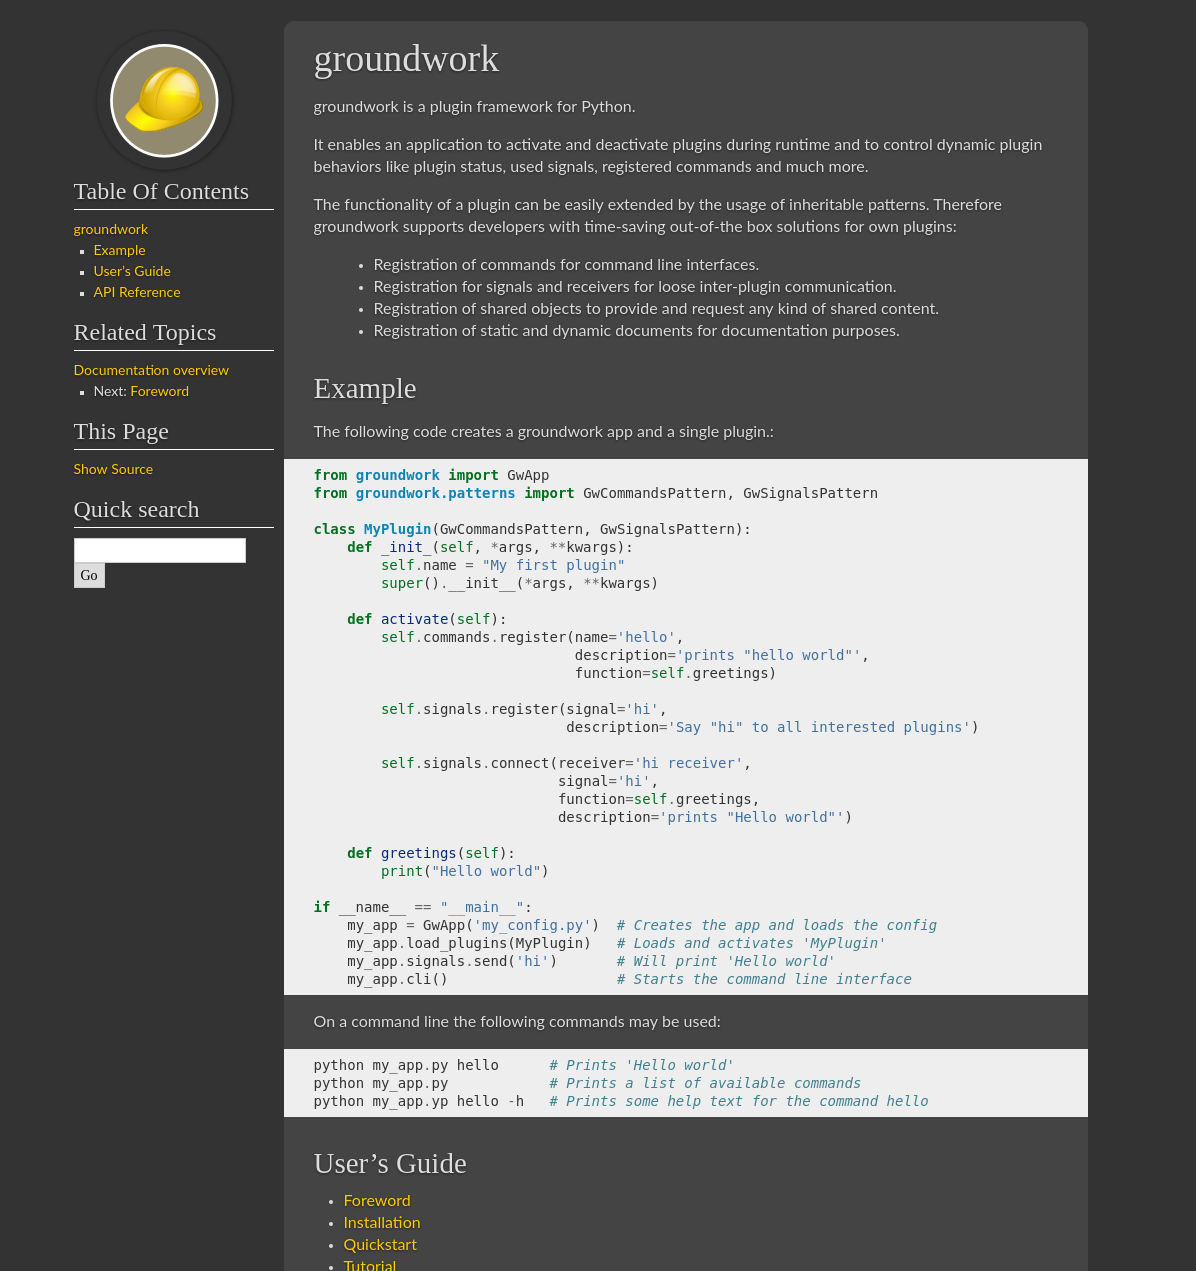 Table Of Contents
groundwork
Example
User's Guide
API Reference
Related Topics
Documentation overview
Next: Foreword
This Page
Show Source
Quick search
Go
groundwork
groundwork is a plugin framework for Python.
It enables an application to activate and deactivate plugins during runtime and to control dynamic plugin
behaviors like plugin status, used signals, registered commands and much more.
The functionality of a plugin can be easily extended by the usage of inheritable patterns. Therefore
groundwork supports developers with time-saving out-of-the box solutions for own plugins:
Registration of commands for command line interfaces.
Registration for signals and receivers for loose inter-plugin communication.
Registration of shared objects to provide and request any kind of shared content.
Registration of static and dynamic documents for documentation purposes.
Example
The following code creates a groundwork app and a single plugin.:
from groundwork import GwApp
from groundwork.patterns import GwCommandsPattern, GwSignalsPattern
class MyPlugin(GwCommandsPattern, GwSignalsPattern):
    def _init_(self, *args, **kwargs):
        self.name = "My first plugin"
        super().__init__(*args, **kwargs)
    def activate(self):
        self.commands.register(name='hello',
                               description='prints "hello world"',
                               function=self.greetings)
        self.signals.register(signal='hi',
                              description='Say "hi" to all interested plugins')
        self.signals.connect(receiver='hi receiver',
                             signal='hi',
                             function=self.greetings,
                             description='prints "Hello world"')
    def greetings(self):
        print("Hello world")
if __name__ == "__main__":
    my_app = GwApp('my_config.py')  # Creates the app and loads the config
    my_app.load_plugins(MyPlugin)   # Loads and activates 'MyPlugin'
    my_app.signals.send('hi')       # Will print 'Hello world'
    my_app.cli()                    # Starts the command line interface
On a command line the following commands may be used:
python my_app.py hello      # Prints 'Hello world'
python my_app.py            # Prints a list of available commands
python my_app.yp hello -h   # Prints some help text for the command hello
User’s Guide
Foreword
Installation
Quickstart
Tutorial